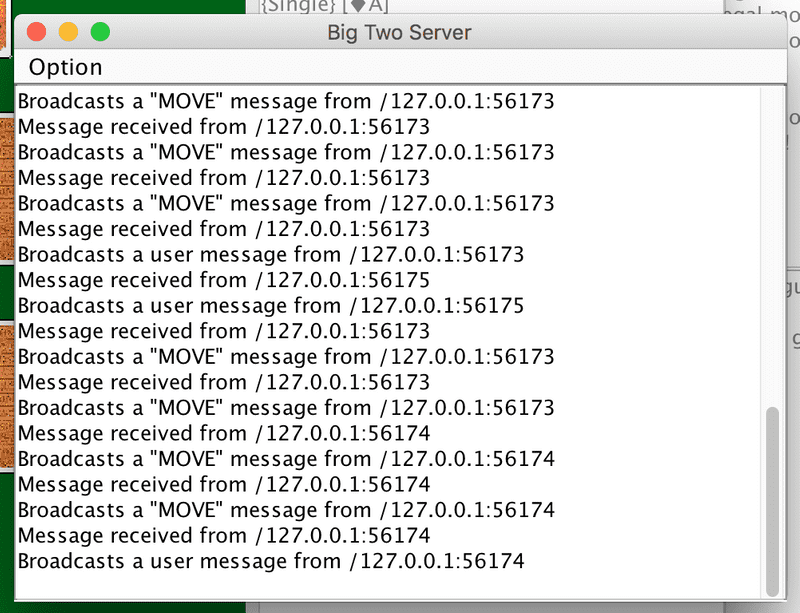 {Single} [♦A]
egal mo
Big Two Server
Option
Broadcasts a "MOVE" message from /127.0.0.1:56173
Message received from /127.0.0.1:56173
Broadcasts a "MOVE" message from /127.0.0.1:56173
Message received from /127.0.0.1:56173
Broadcasts a "MOVE" message from /127.0.0.1:56173
Message received from /127.0.0.1:56173
Broadcasts a user message from /127.0.0.1:56173
Message received from /127.0.0.1:56175
Broadcasts a user message from /127.0.0.1:56175
Message received from /127.0.0.1:56173
Broadcasts a "MOVE" message from /127.0.0.1:56173
Message received from /127.0.0.1:56173
Broadcasts a "MOVE" message from /127.0.0.1:56173
Message received from /127.0.0.1:56174
Broadcasts a "MOVE" message from /127.0.0.1:56174
Message received from /127.0.0.1:56174
Broadcasts a "MOVE" message from /127.0.0.1:56174
Message received from /127.0.0.1:56174
Broadcasts a user message from /127.0.0.1:56174